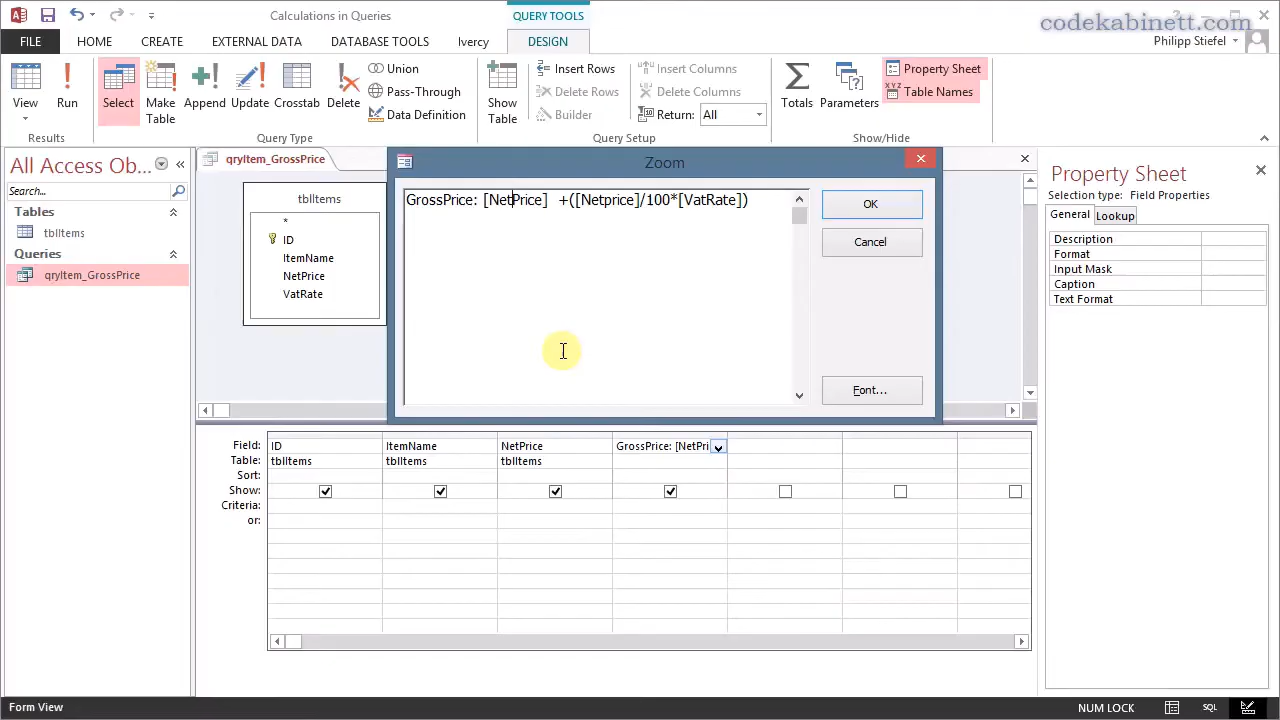 Calculations in Queries
QUERY TOOLS
codekabinett.com
FILE
HOME
CREATE
EXTERNAL DATA
DATABASE TOOLS
Ivercy
DESIGN
Philipp Stiefel
View
Run
Select
Make
Table
Append
Update
Crosstab
Delete
Union
Pass-Through
Data Definition
Show
Table
Insert Rows
Delete Rows
Builder
Insert Columns
Delete Columns
Return: All
Totals
Parameters
Property Sheet
Table Names
Results
Query Type
Query Setup
Show/Hide
All Access Ob...
Search...
Tables
tblItems
Queries
qryItem_GrossPrice
qryItem_GrossPrice
tblItems
*
ID
ItemName
NetPrice
VatRate
Zoom
GrossPrice: [NetPrice]  +([Netprice]/100*[VatRate])
OK
Cancel
Font...
Field: ID ItemName NetPrice GrossPrice: [NetPri
Table: tblItems tblItems tblItems
Sort:
Show:
Criteria:
or:
Property Sheet
Selection type: Field Properties
General Lookup
Description
Format
Input Mask
Caption
Text Format
Form View
NUM LOCK
SQL